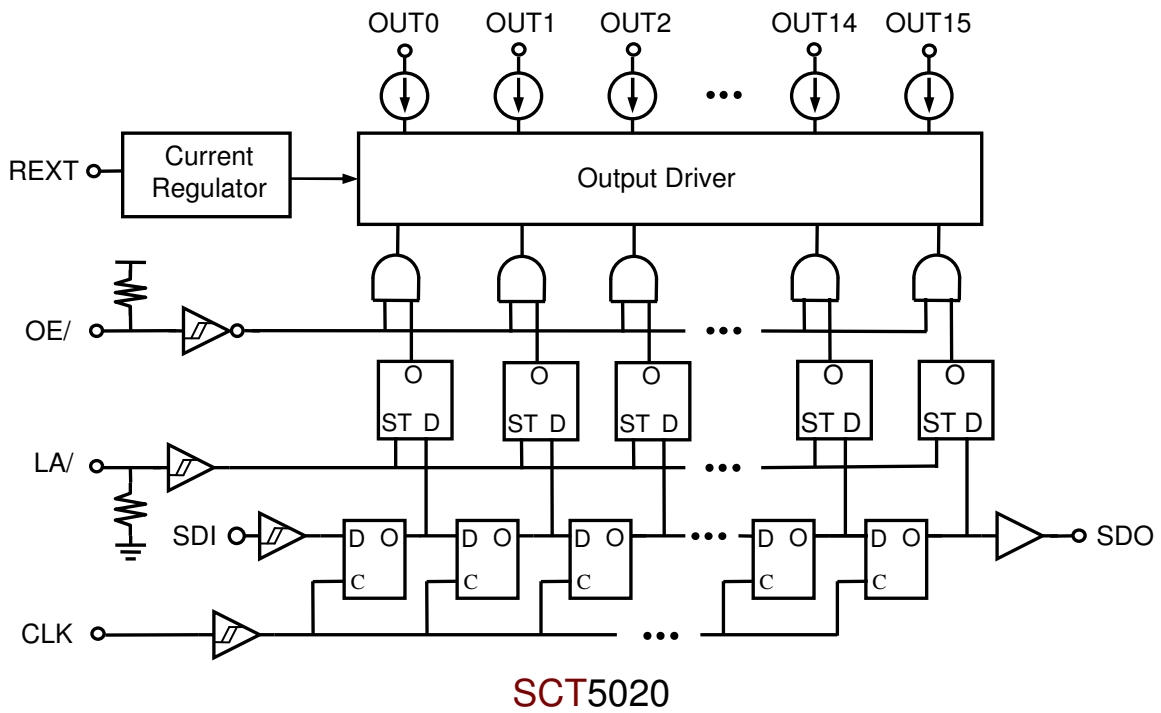 OUT0 OUT1 OUT2 OUT14 OUT15
REXT
Current
Regulator
Output Driver
OE/
O O O O O
ST D ST D ST D ST D ST D
LA/
SDI
D O D O D O D O D O
SDO
C C C C C
CLK
SCT5020